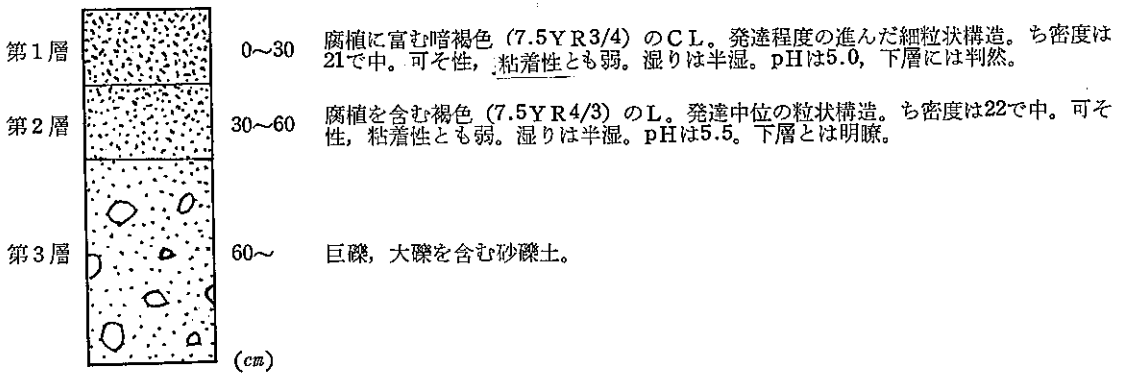 第1層 0～30 腐植に富む暗褐色 (7.5YR3/4) のCL。発達程度の進んだ細粒状構造。ち密度は
21で中。可そ性, 粘着性とも弱。湿りは半湿。pHは5.0, 下層には判然。
第2層 30～60 腐植を含む褐色 (7.5YR4/3) のL。発達中位の粒状構造。ち密度は22で中。可そ
性, 粘着性とも弱。湿りは半湿。pHは5.5。下層とは明瞭。
第3層 60～ 巨礫, 大礫を含む砂礫土。
(cm)